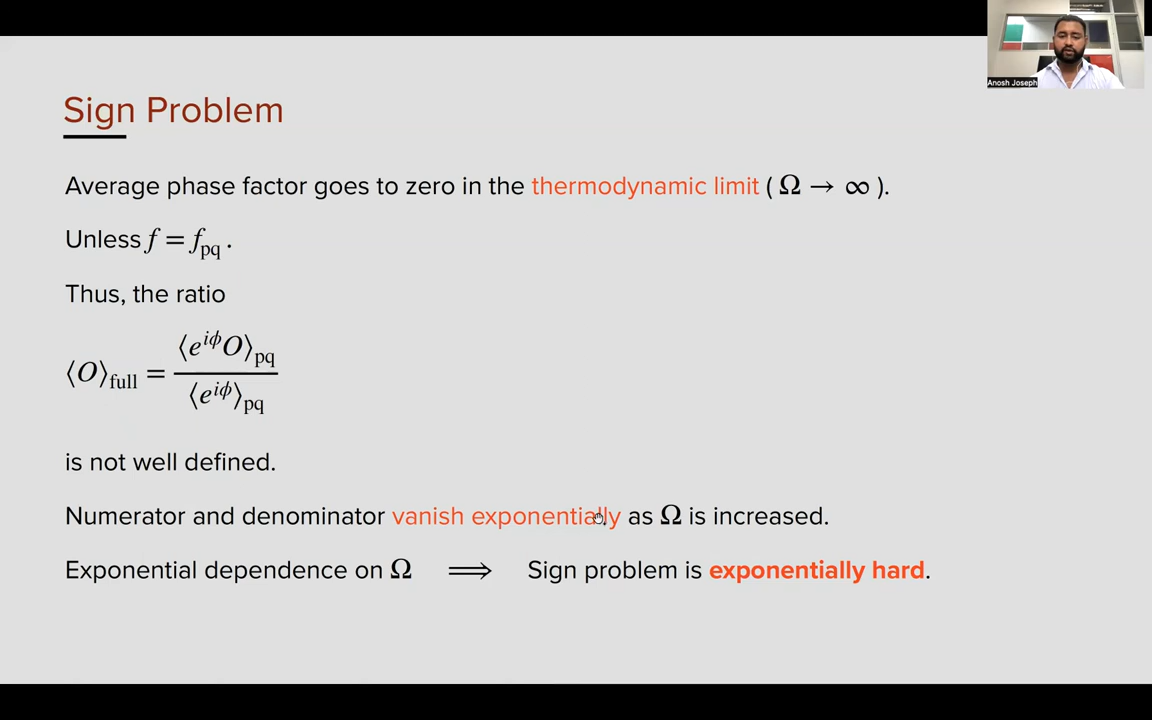 Anosh Joseph
Sign Problem
Average phase factor goes to zero in the thermodynamic limit ( Ω → ∞ ).
Unless f = f_pq .
Thus, the ratio
⟨O⟩_full = ⟨e^{iϕ}O⟩_pq / ⟨e^{iϕ}⟩_pq
is not well defined.
Numerator and denominator vanish exponentially as Ω is increased.
Exponential dependence on Ω ⟹ Sign problem is exponentially hard.